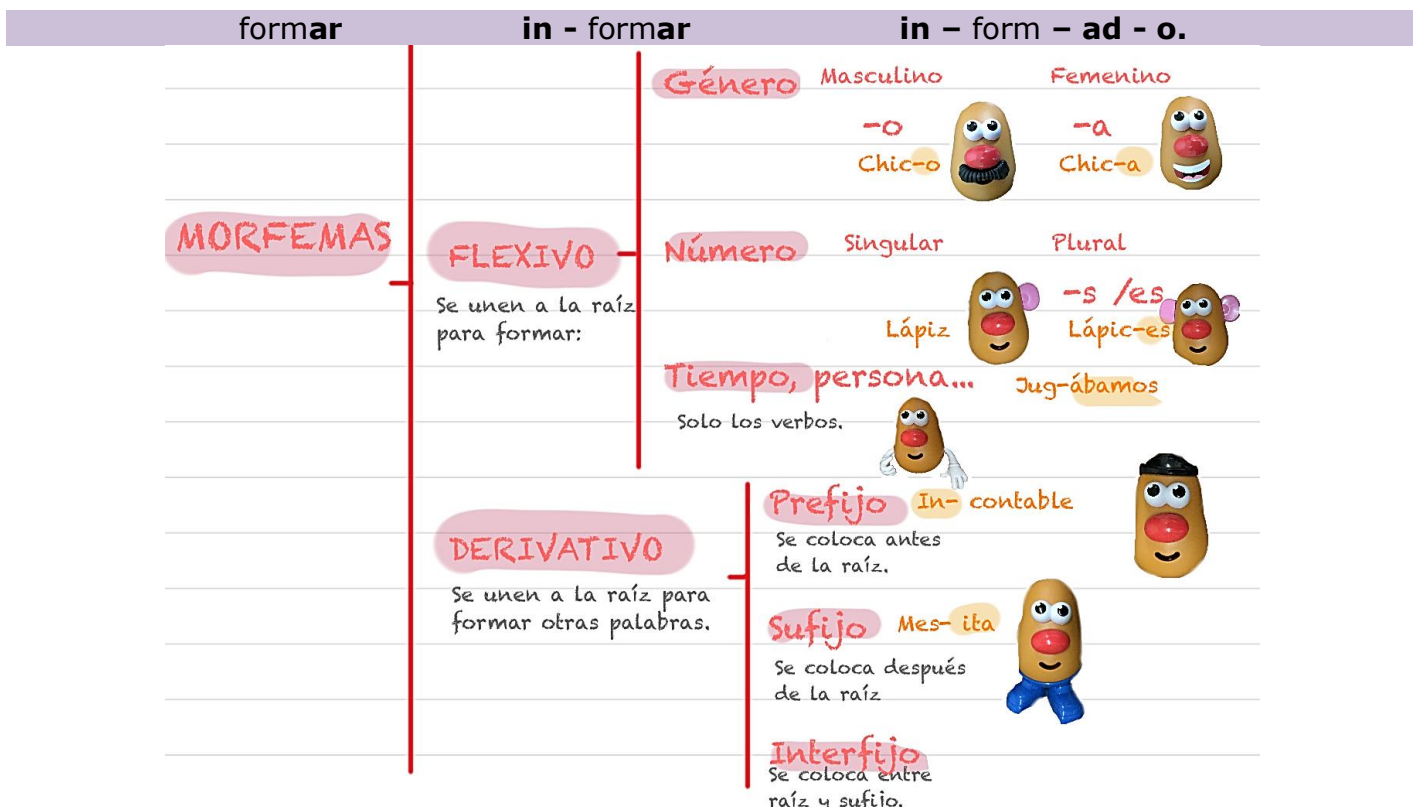 formar in - formar in – form – ad - o.
Género Masculino Femenino
-o -a
Chic-o Chic-a
MORFEMAS
FLEXIVO
Se unen a la raíz
para formar:
Número Singular Plural
-s /es
Lápiz Lápic-es
Tiempo, persona... Jug-ábamos
Solo los verbos.
DERIVATIVO
Se unen a la raíz para
formar otras palabras.
Prefijo In- contable
Se coloca antes
de la raíz.
Sufijo Mes- ita
Se coloca después
de la raíz
Interfijo
Se coloca entre
raíz y sufijo.